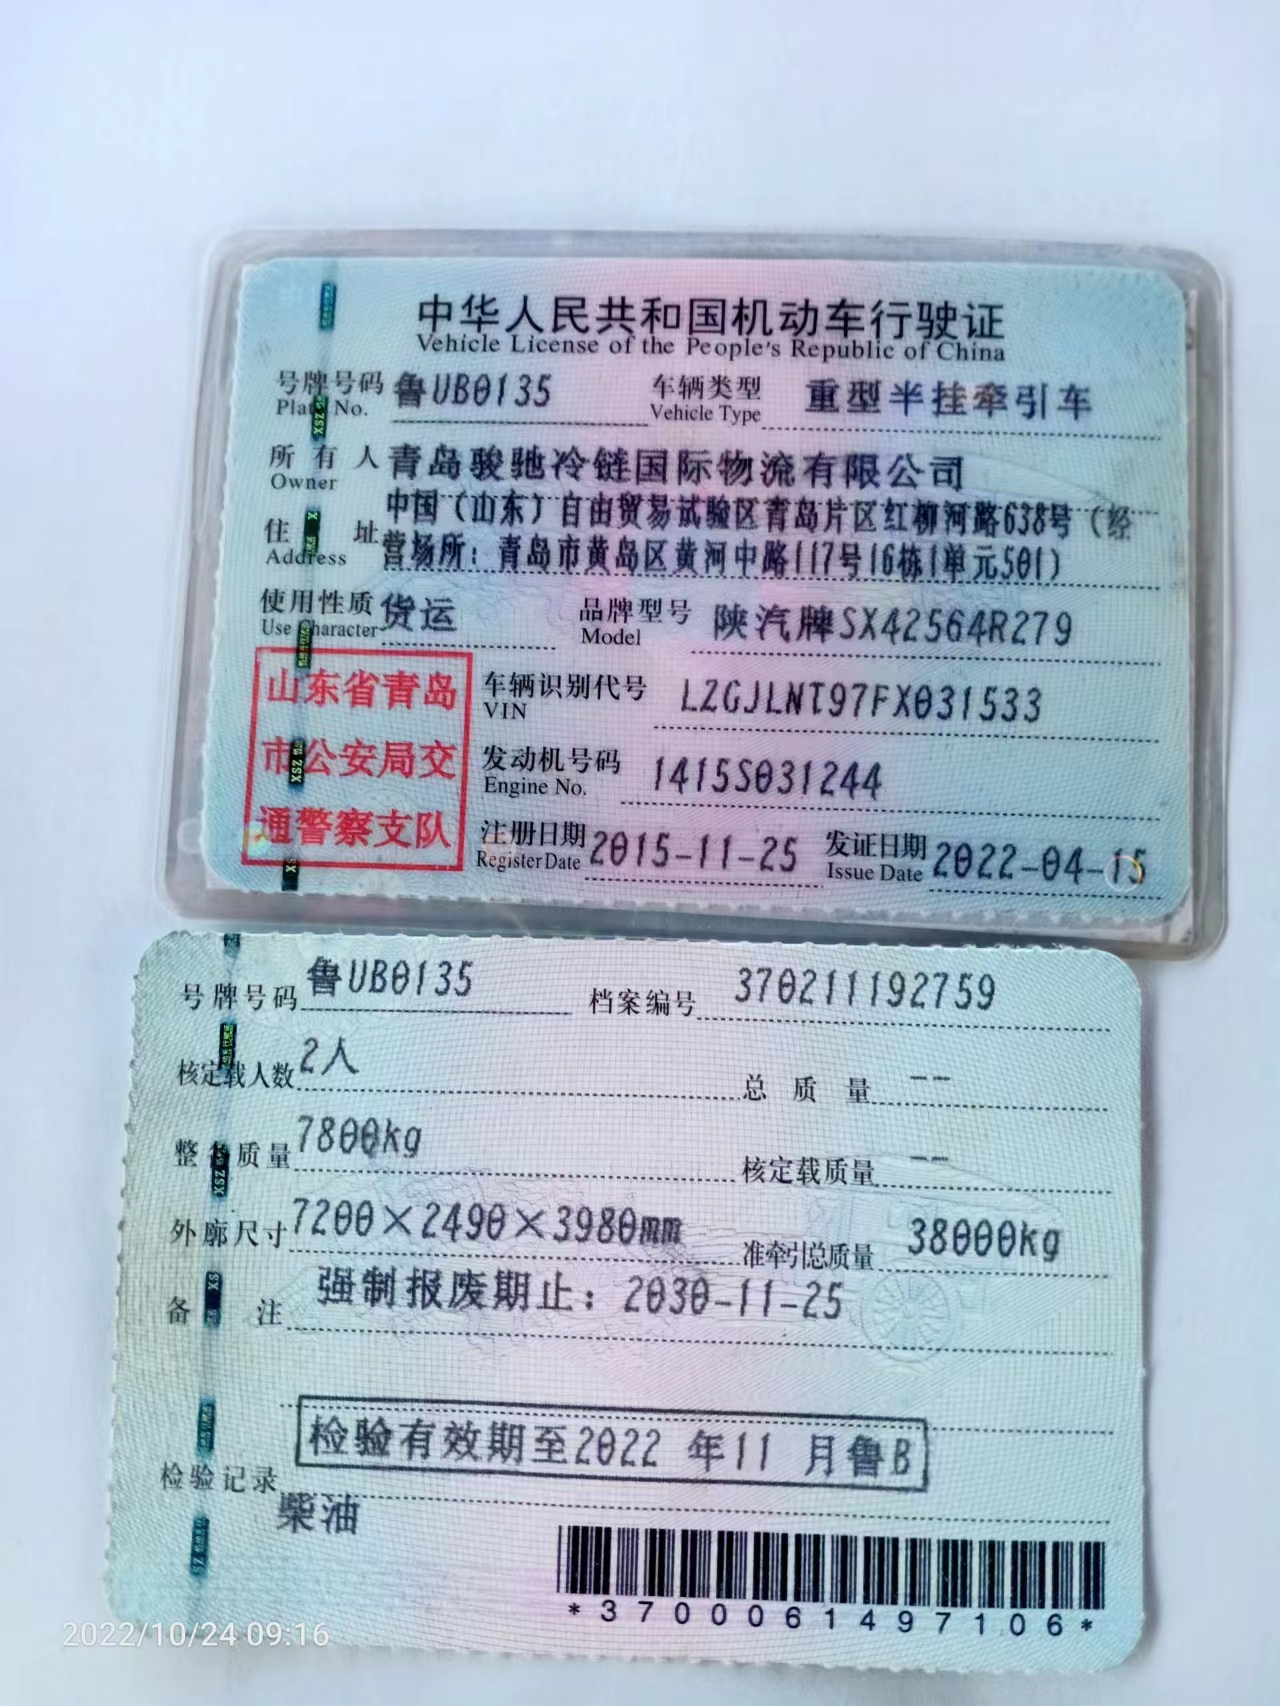 中华人民共和国机动车行驶证
Vehicle License of the People's Republic of China
号牌号码 鲁UB0135 车辆类型 重型半挂牵引车
Plate No. Vehicle Type
所有人 青岛骏驰冷链国际物流有限公司
Owner
住址 中国（山东）自由贸易试验区青岛片区红柳河路638号（经
Address 营场所：青岛市黄岛区黄河中路117号16栋1单元501）
使用性质 货运 品牌型号 陕汽牌SX42564R279
Use Character Model
山东省青岛
市公安局交
通警察支队
车辆识别代号 LZGJLNT97FX031533
VIN
发动机号码 1415S031244
Engine No.
注册日期 2015-11-25 发证日期 2022-04-15
Register Date Issue Date
号牌号码 鲁UB0135 档案编号 370211192759
核定载人数 2人 总质量 --
整备质量 7800kg 核定载质量 --
外廓尺寸 7200×2490×3980mm 准牵引总质量 38000kg
备注 强制报废期止：2030-11-25
检验有效期至2022 年11 月鲁B
检验记录
柴油
*3700061497106*
2022/10/24 09:16